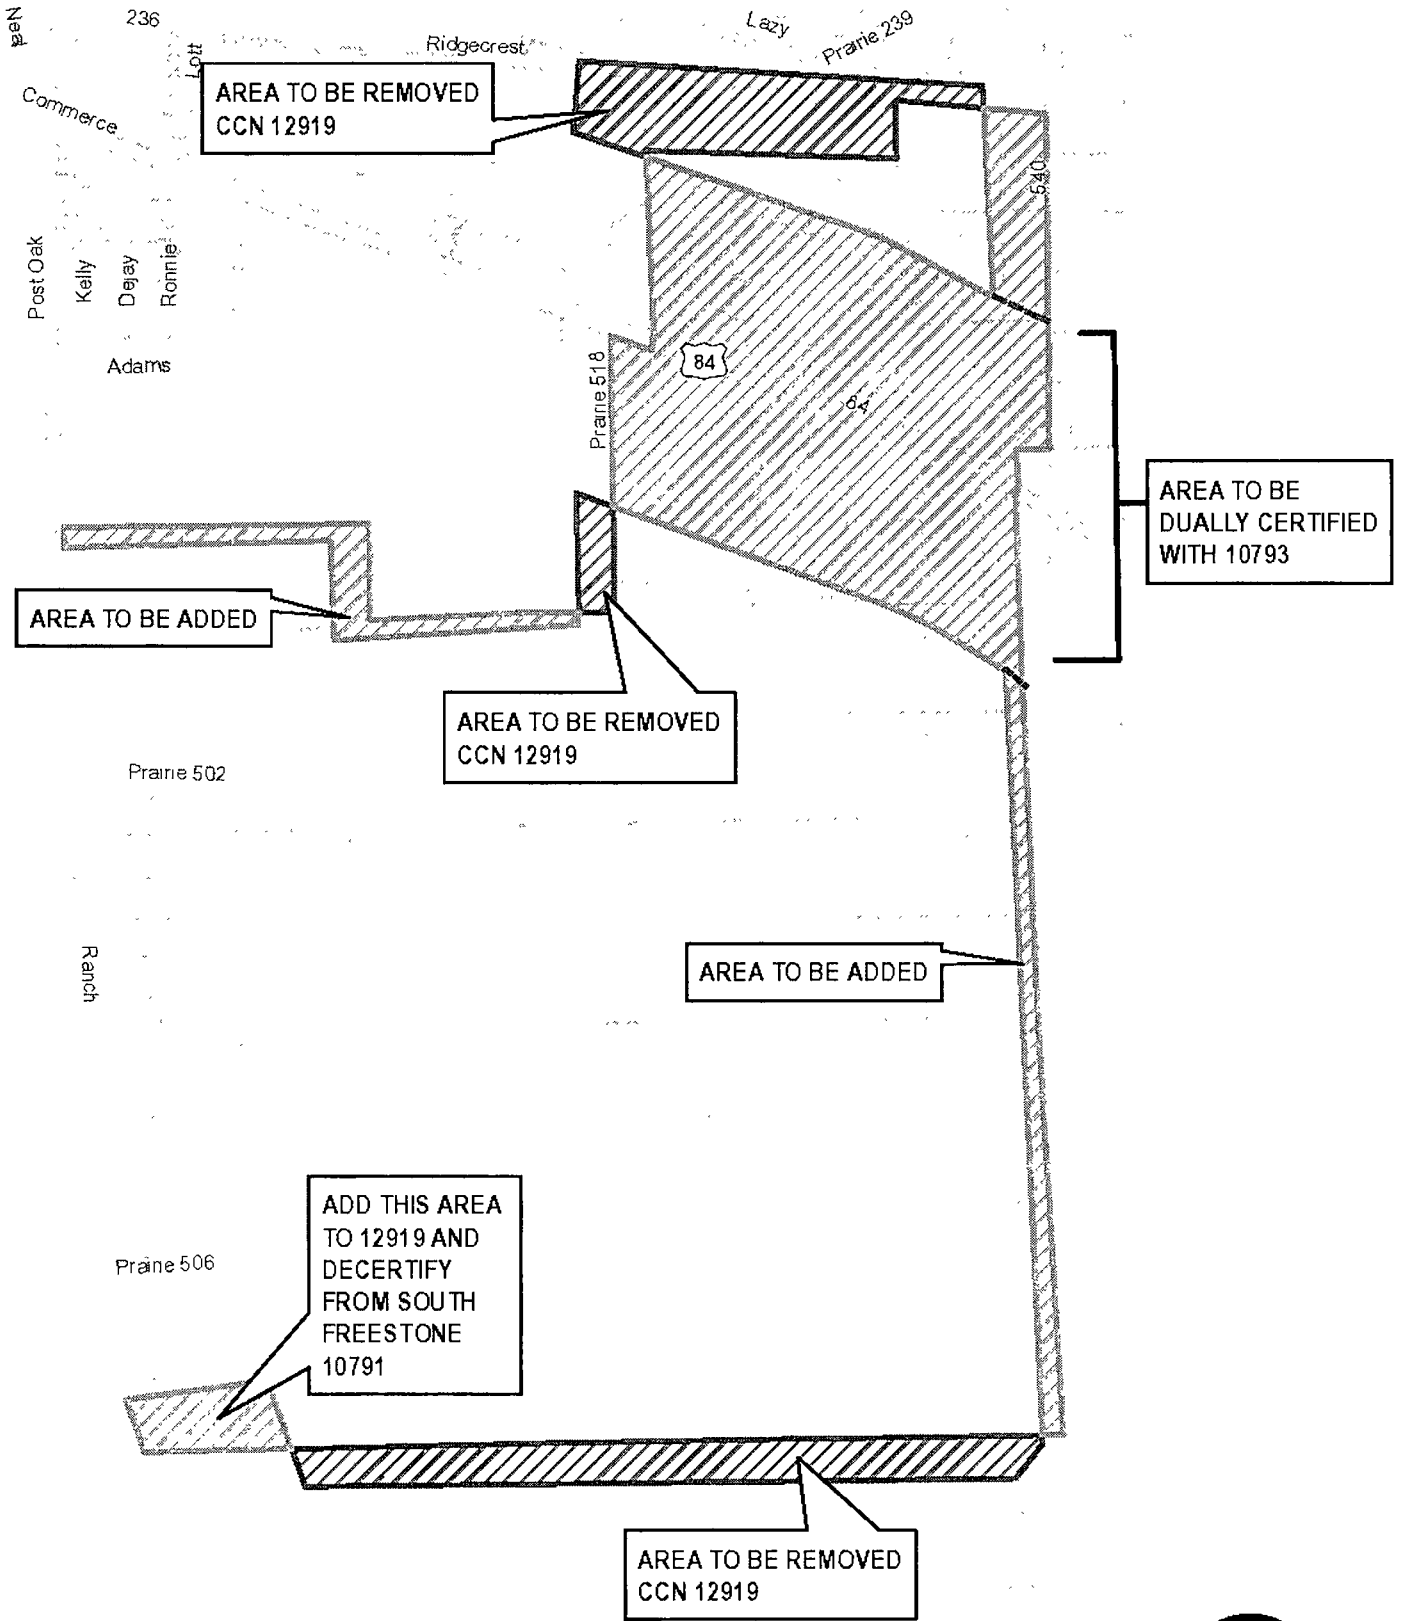 Neal
236
Lott
Ridgecrest
Lazy
Prairie 239
Commerce
AREA TO BE REMOVED
CCN 12919
540
Post Oak
Kelly
Dejay
Ronnie
Adams
Prairie 518
84
84
AREA TO BE
DUALLY CERTIFIED
WITH 10793
AREA TO BE ADDED
AREA TO BE REMOVED
CCN 12919
Prairie 502
Ranch
AREA TO BE ADDED
ADD THIS AREA
TO 12919 AND
DECERTIFY
FROM SOUTH
FREESTONE
10791
Prairie 506
AREA TO BE REMOVED
CCN 12919